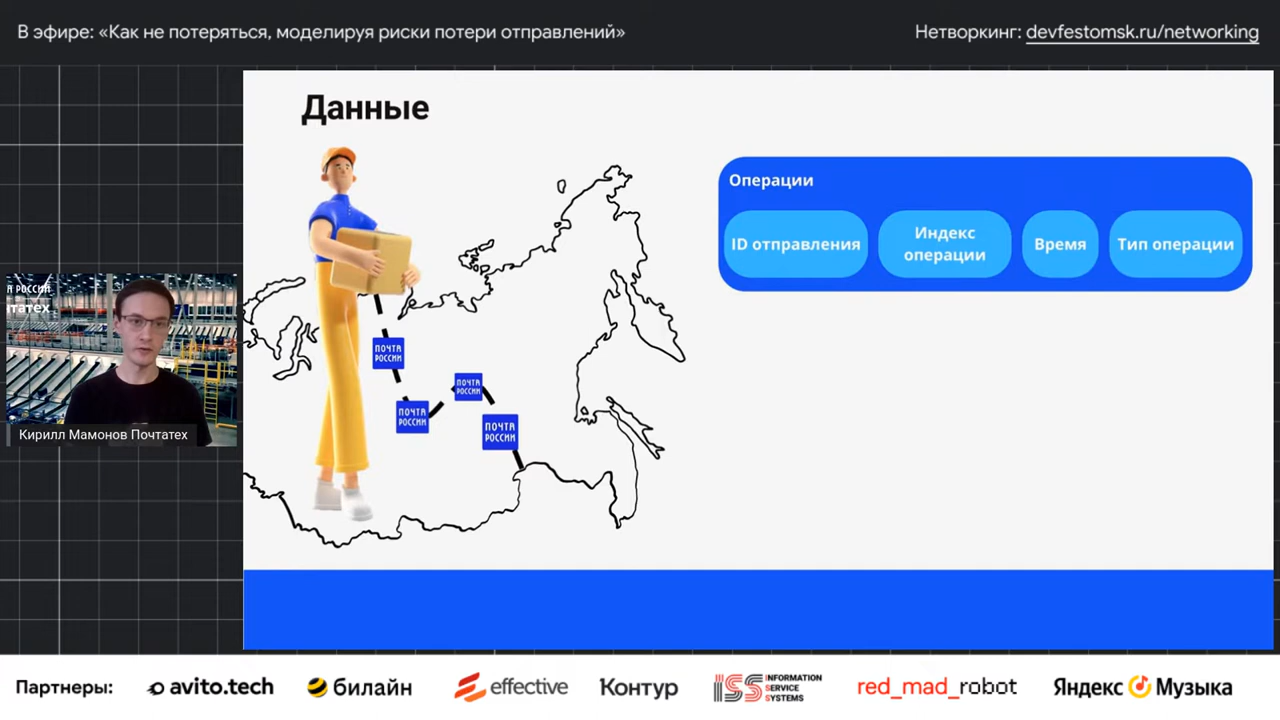 В эфире: «Как не потеряться, моделируя риски потери отправлений»
Нетворкинг: devfestomsk.ru/networking
Данные
Операции
ID отправления
Индекс
операции
Время
Тип операции
ПОЧТА
РОССИИ
ПОЧТА
РОССИИ
ПОЧТА
РОССИИ
ПОЧТА
РОССИИ
Я РОССИИ
чтатех
Кирилл Мамонов Почтатех
Партнеры:
avito.tech
билайн
effective
Контур
ISS INFORMATION
SERVICE
SYSTEMS
red_mad_robot
Яндекс Музыка